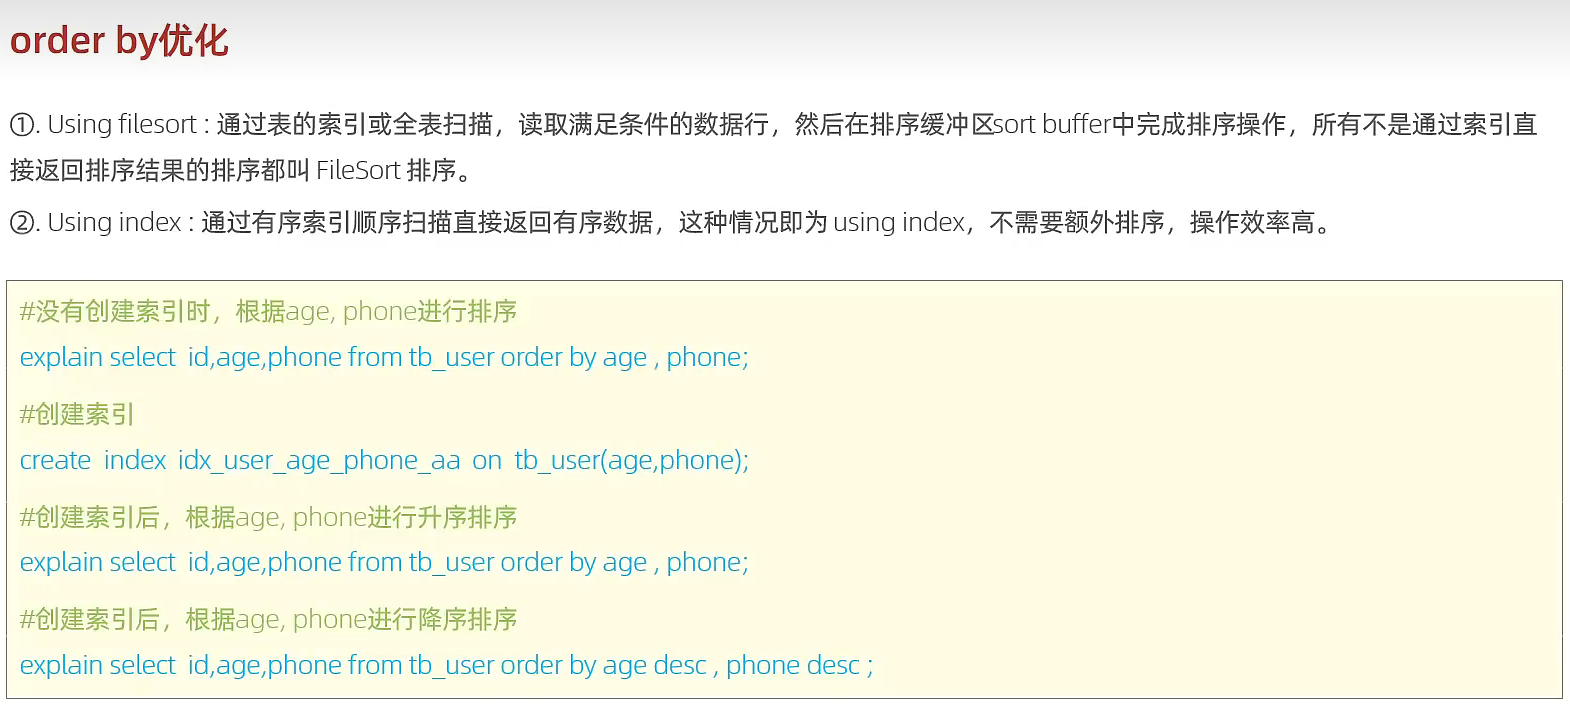 order by优化
①. Using filesort : 通过表的索引或全表扫描，读取满足条件的数据行，然后在排序缓冲区sort buffer中完成排序操作，所有不是通过索引直
接返回排序结果的排序都叫 FileSort 排序。
②. Using index : 通过有序索引顺序扫描直接返回有序数据，这种情况即为 using index，不需要额外排序，操作效率高。
#没有创建索引时，根据age, phone进行排序
explain select  id,age,phone from tb_user order by age , phone;
#创建索引
create  index  idx_user_age_phone_aa  on  tb_user(age,phone);
#创建索引后，根据age, phone进行升序排序
explain select  id,age,phone from tb_user order by age , phone;
#创建索引后，根据age, phone进行降序排序
explain select  id,age,phone from tb_user order by age desc , phone desc ;